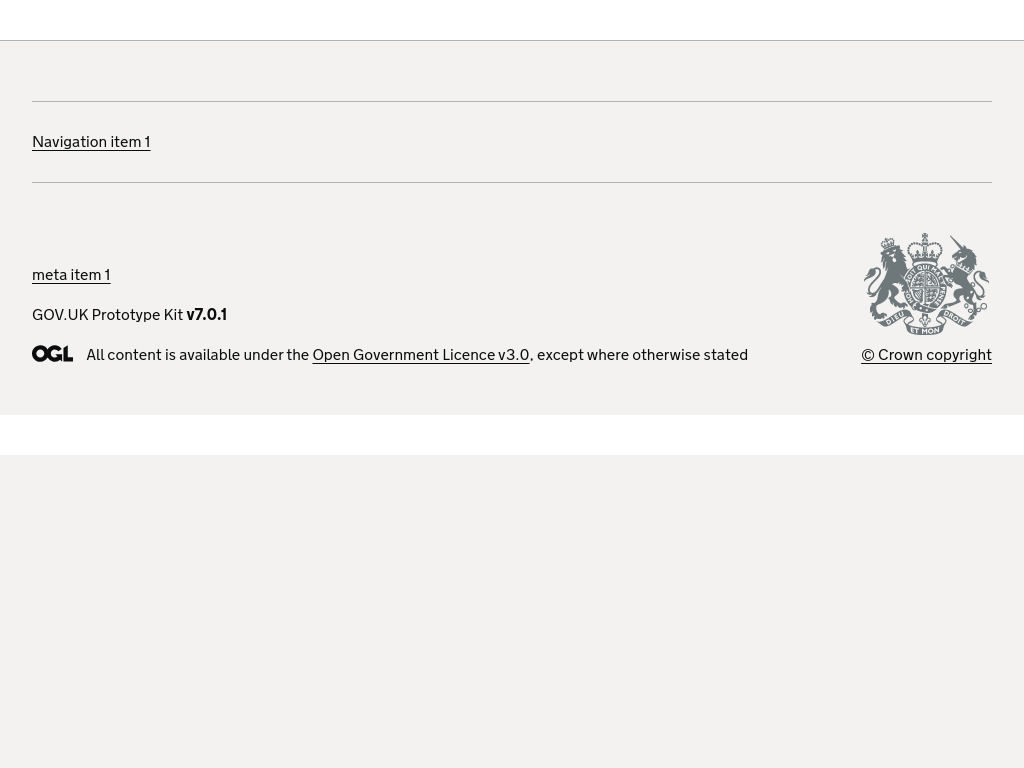 Navigation item 1
meta item 1
GOV.UK Prototype Kit v7.0.1
OGL All content is available under the Open Government Licence v3.0, except where otherwise stated
DIEU ET MON DROIT
© Crown copyright